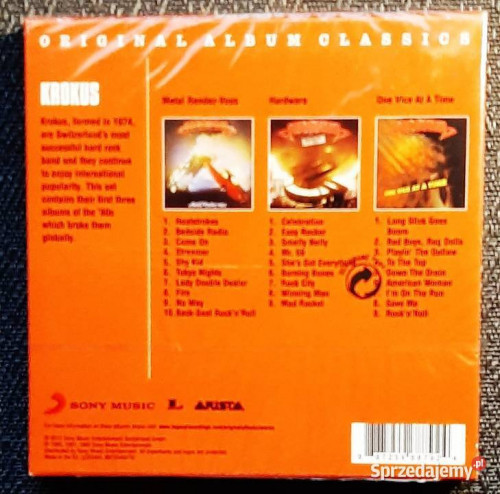 ORIGINAL ALBUM CLASSICS
KROKUS
Krokus, formed in 1974,
are Switzerland's most
successful hard rock
band and they continue
to enjoy international
popularity. This set
contains their first three
albums of the '80s
which broke them
globally.
Metal Rendez-Vous
1. Heatstrokes
2. Bedside Radio
3. Come On
4. Streamer
5. Shy Kid
6. Tokyo Nights
7. Lady Double Dealer
8. Fire
9. No Way
10. Back Seat Rock'n'Roll
Hardware
1. Celebration
2. Easy Rocker
3. Smelly Nelly
4. Mr. 69
5. She's Got Everything
6. Burning Bones
7. Rock City
8. Winning Man
9. Mad Racket
One Vice At A Time
ONE VICE AT A TIME
1. Long Stick Goes
Boom
2. Bad Boys, Rag Dolls
3. Playin' The Outlaw
To The Top
Down The Drain
American Woman
I'm On The Run
8. Save Me
9. Rock'n'Roll
SONY MUSIC
ARISTA
Sprzedajemy.pl